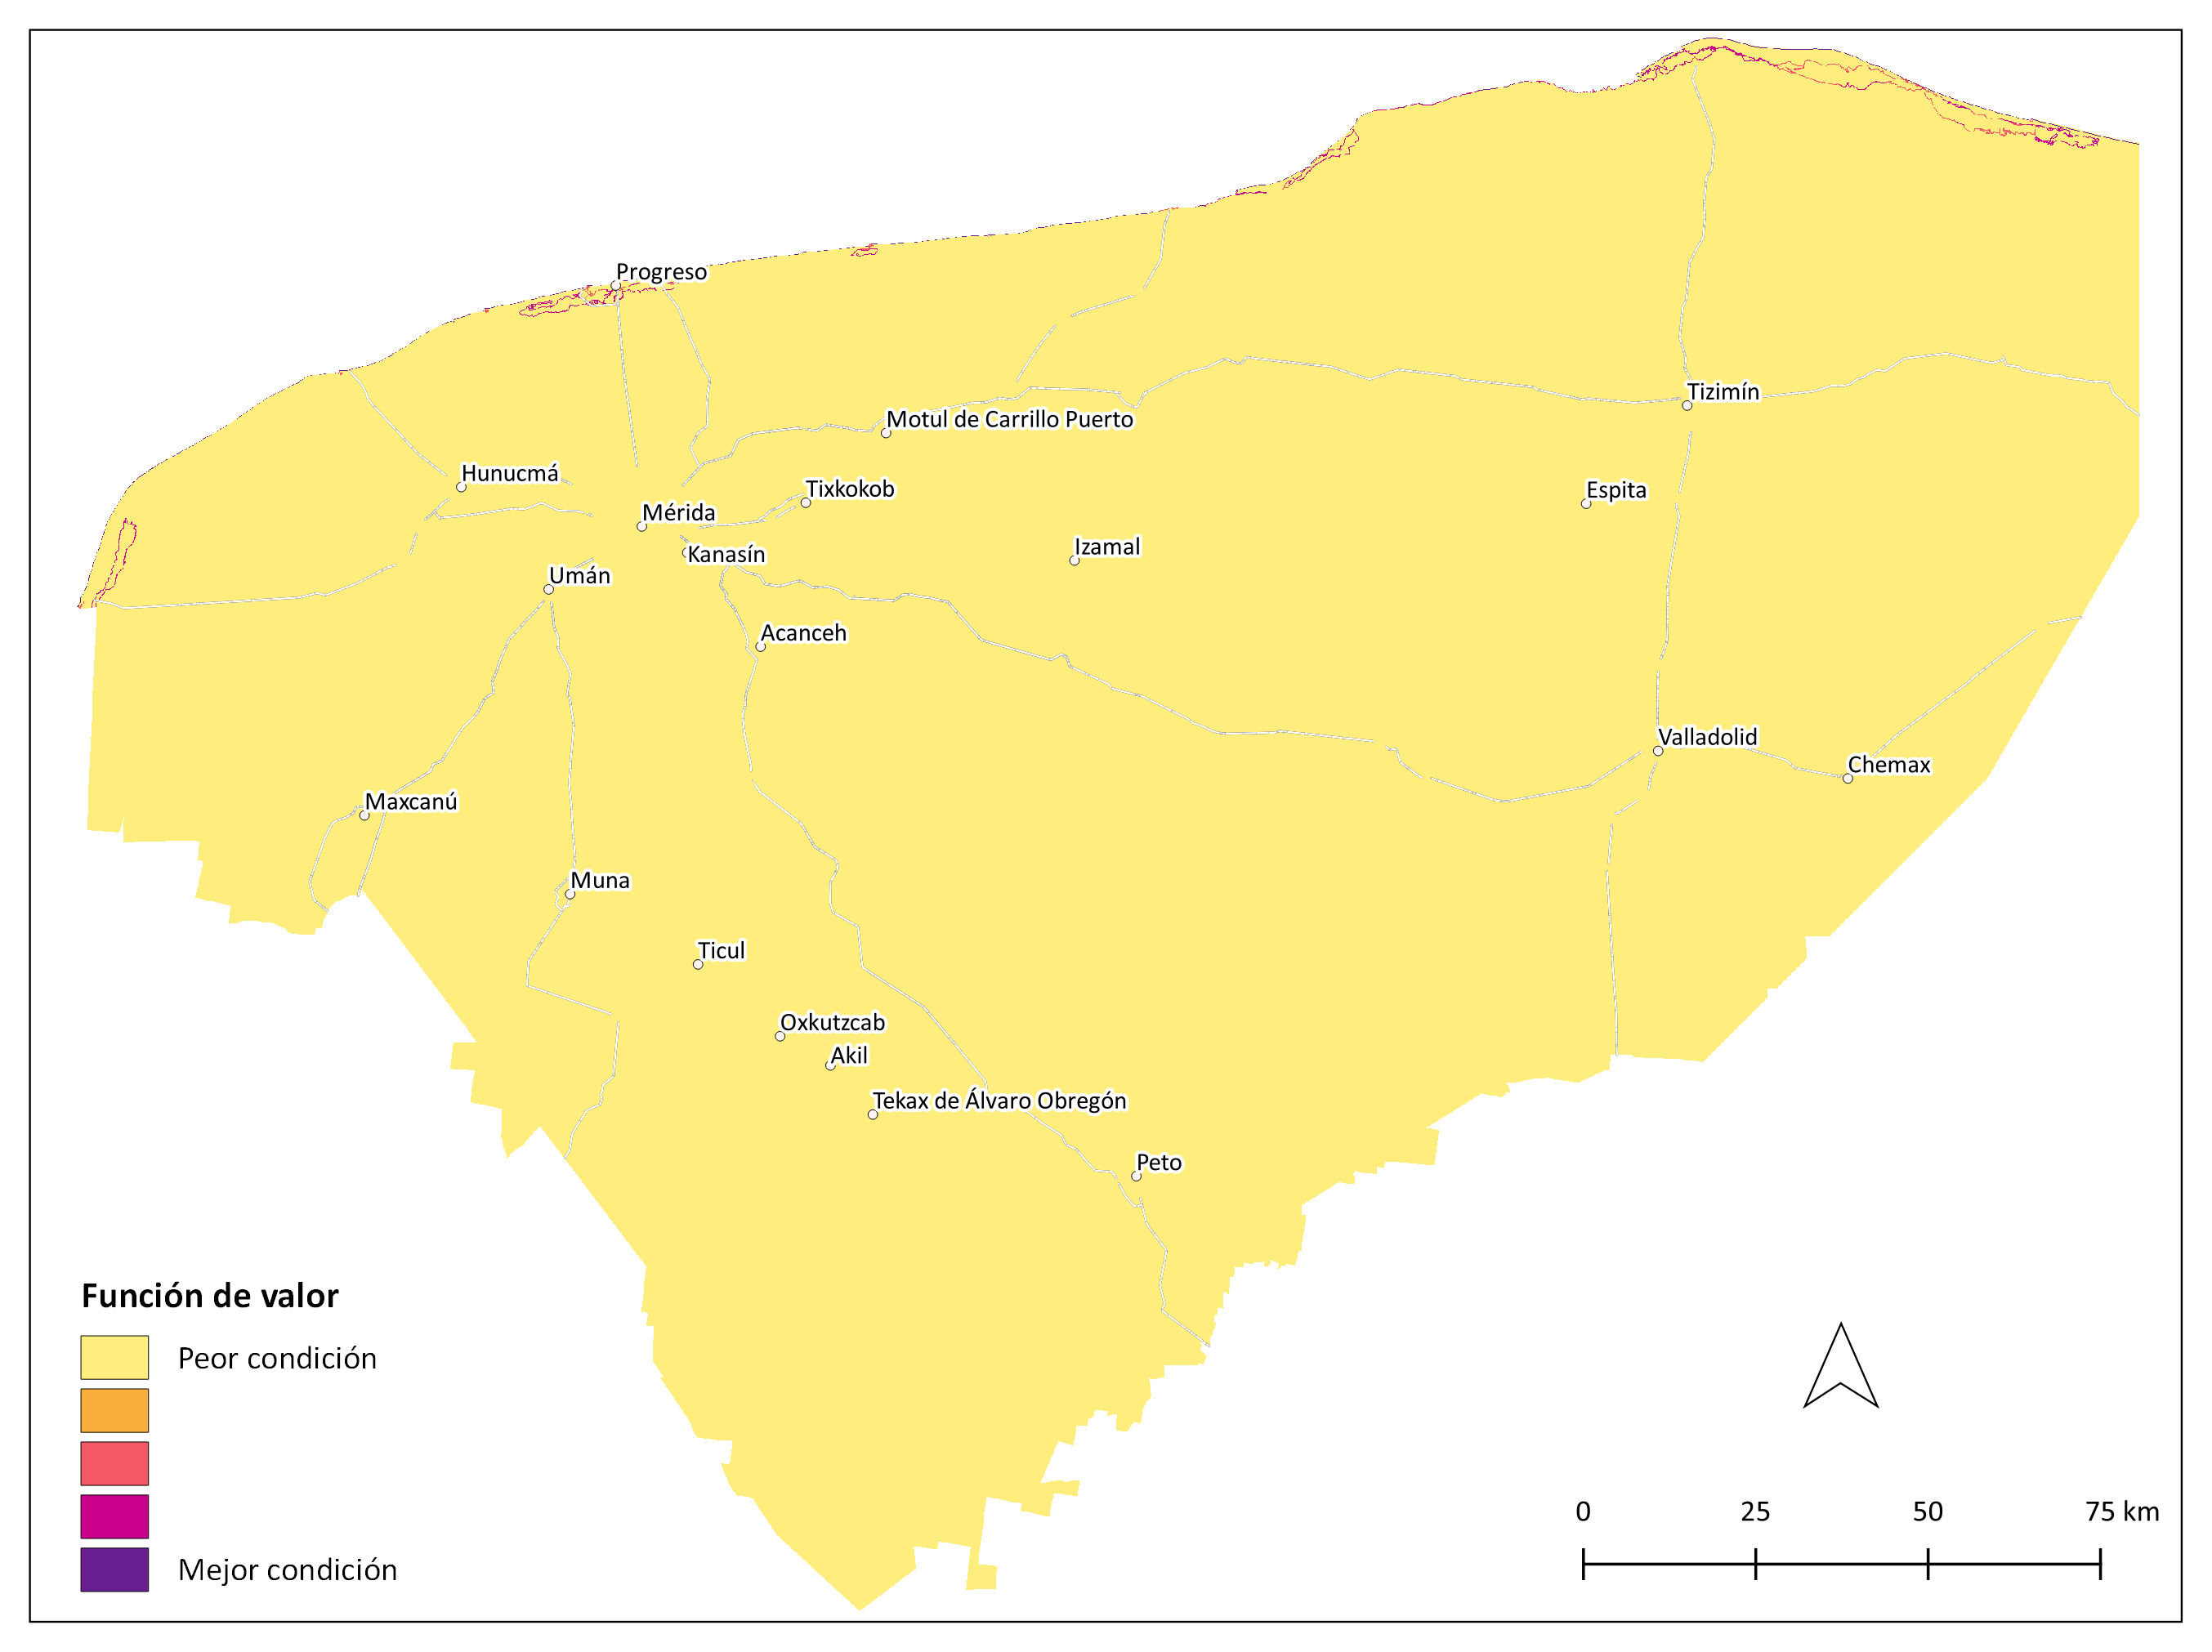 Progreso
Tizimín
Motul de Carrillo Puerto
Hunucmá
Tixkokob
Espita
Mérida
Izamal
Kanasín
Umán
Acanceh
Valladolid
Chemax
Maxcanú
Muna
Ticul
Oxkutzcab
Akil
Tekax de Álvaro Obregón
Peto
Función de valor
Peor condición
Mejor condición
0 25 50 75 km